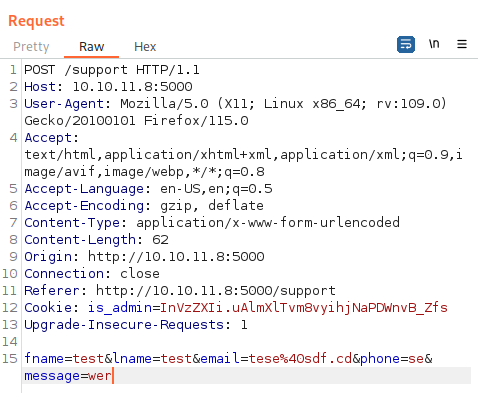 Request
Pretty Raw Hex \n
1 POST /support HTTP/1.1
2 Host: 10.10.11.8:5000
3 User-Agent: Mozilla/5.0 (X11; Linux x86_64; rv:109.0)
Gecko/20100101 Firefox/115.0
4 Accept:
text/html,application/xhtml+xml,application/xml;q=0.9,i
mage/avif,image/webp,*/*;q=0.8
5 Accept-Language: en-US,en;q=0.5
6 Accept-Encoding: gzip, deflate
7 Content-Type: application/x-www-form-urlencoded
8 Content-Length: 62
9 Origin: http://10.10.11.8:5000
10 Connection: close
11 Referer: http://10.10.11.8:5000/support
12 Cookie: is_admin=InVzZXIi.uAlmXlTvm8vyihjNaPDWnvB_Zfs
13 Upgrade-Insecure-Requests: 1
14
15 fname=test&lname=test&email=tese%40sdf.cd&phone=se&
message=wer